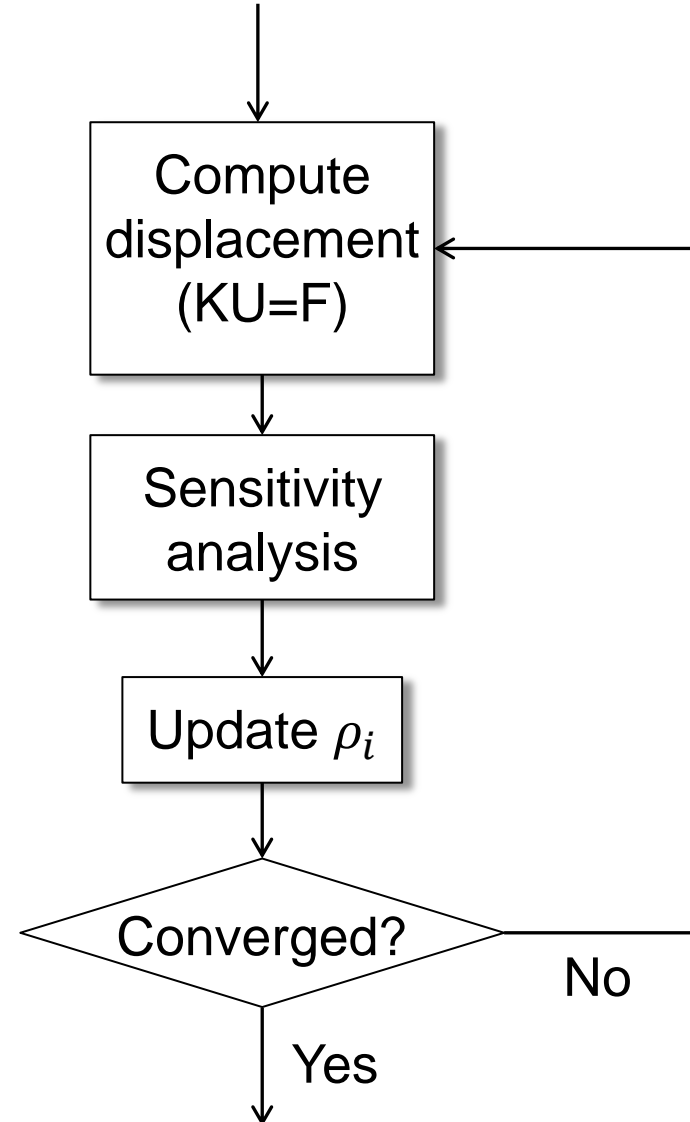 Compute
displacement
(KU=F)
Sensitivity
analysis
Update ρᵢ
Converged?
No
Yes